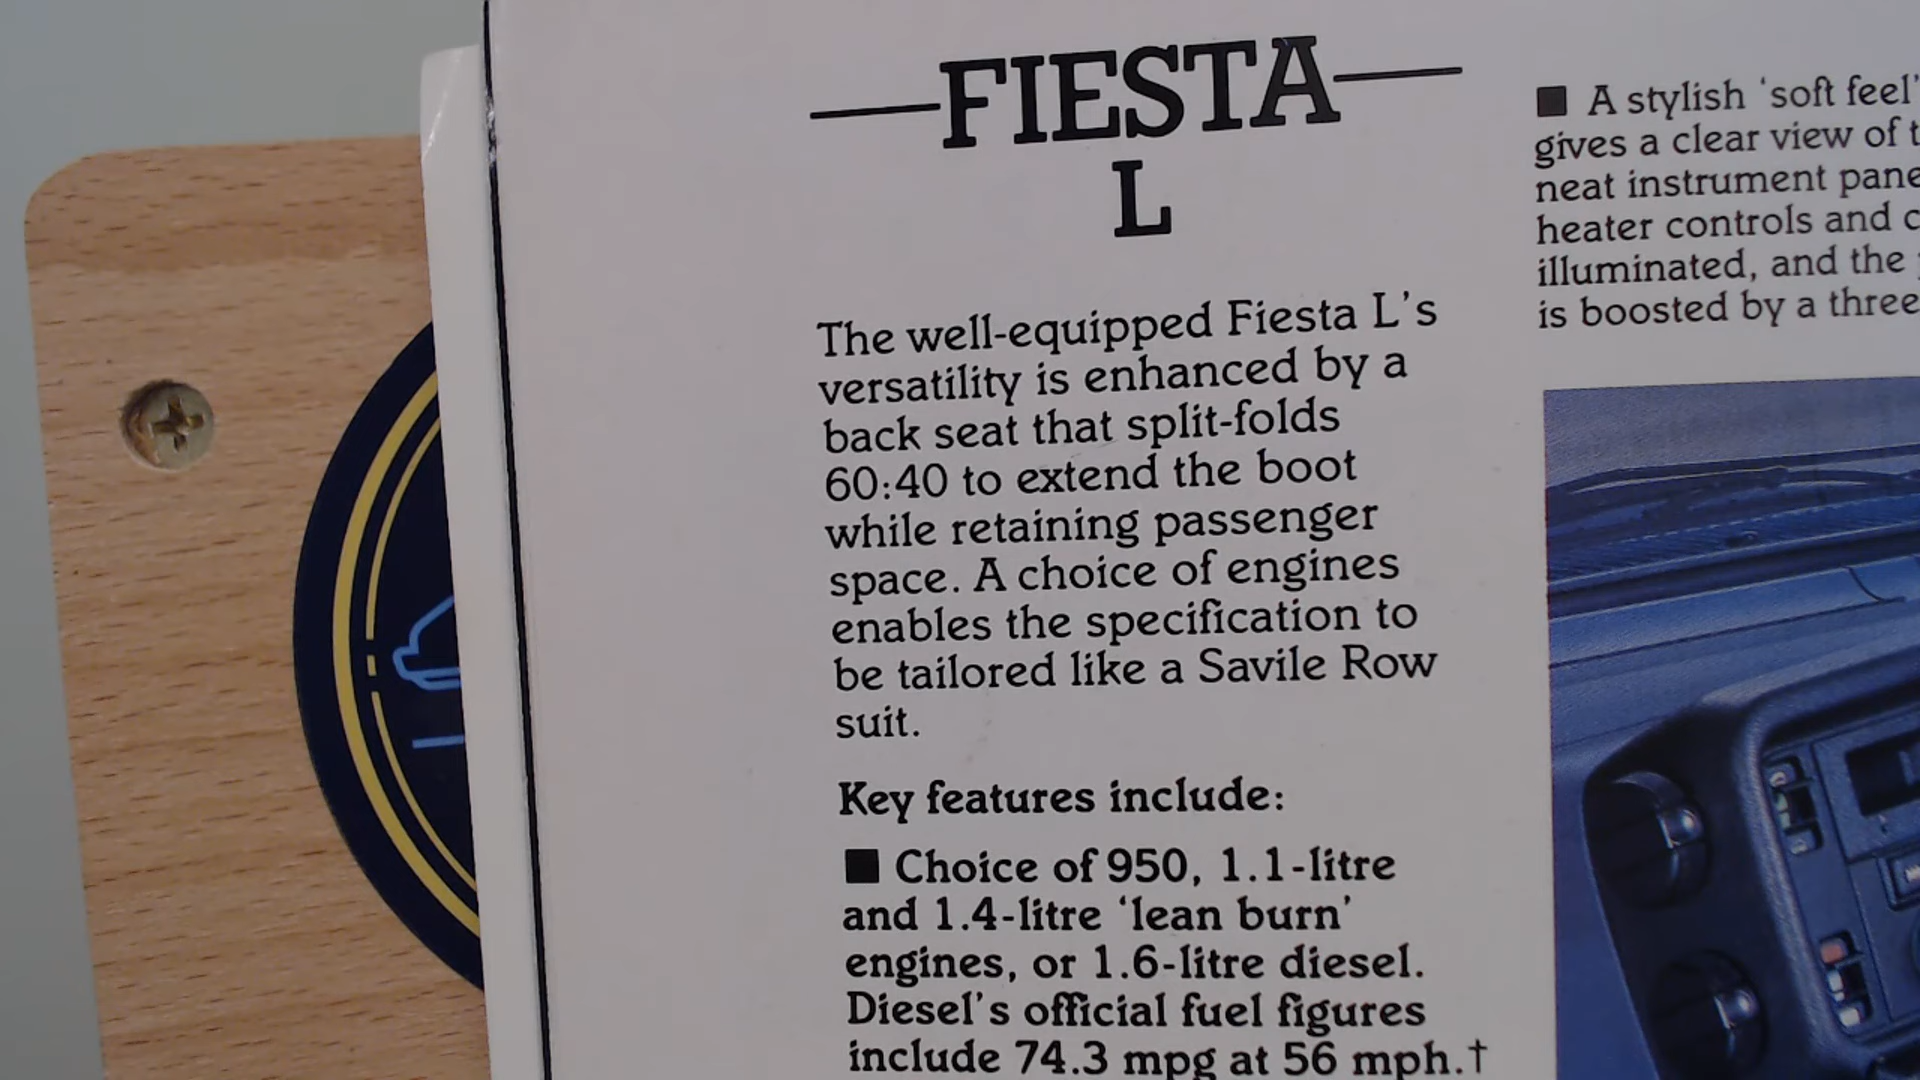 FIESTA
L
The well-equipped Fiesta L's
versatility is enhanced by a
back seat that split-folds
60:40 to extend the boot
while retaining passenger
space. A choice of engines
enables the specification to
be tailored like a Savile Row
suit.
Key features include:
■ Choice of 950, 1.1-litre
and 1.4-litre ‘lean burn’
engines, or 1.6-litre diesel.
Diesel's official fuel figures
include 74.3 mpg at 56 mph.†
■ A stylish ‘soft feel’
gives a clear view of
neat instrument
heater controls and
illuminated, and the
is boosted by a three